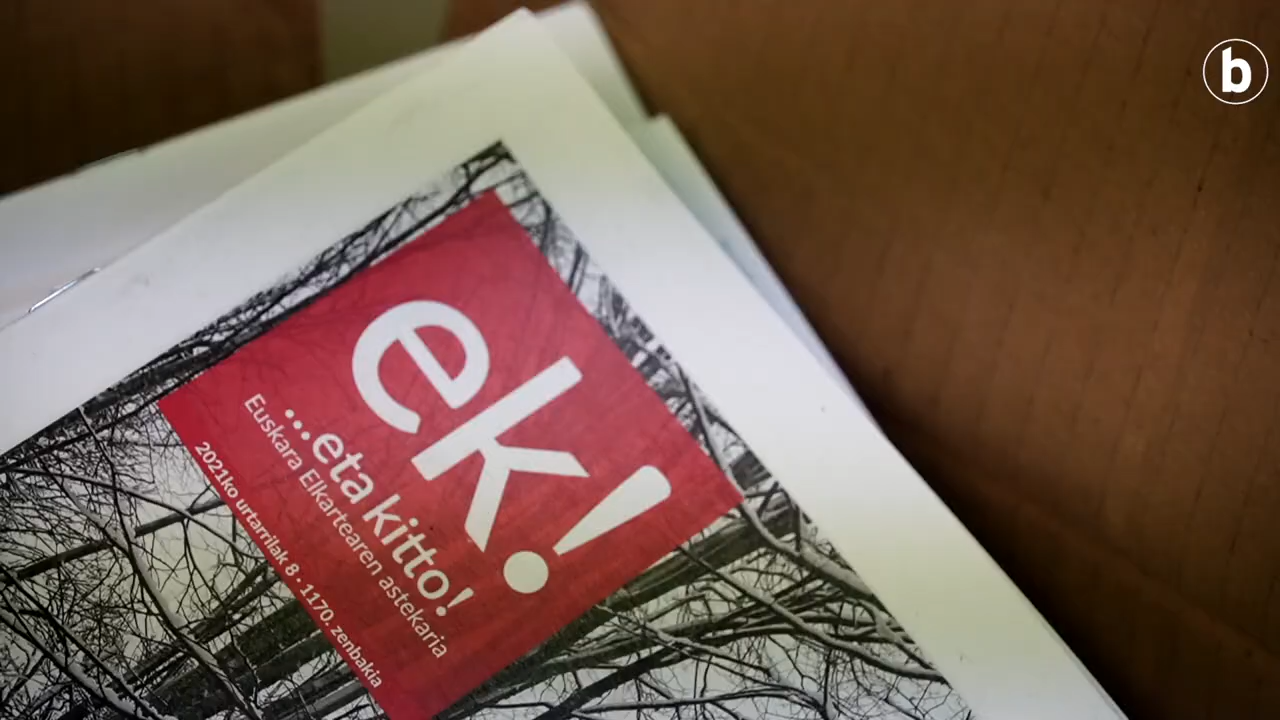 ek!
...eta kitto!
Euskara Elkartearen astekaria
2021ko urtarrilak 8 · 1170. zenbakia
b